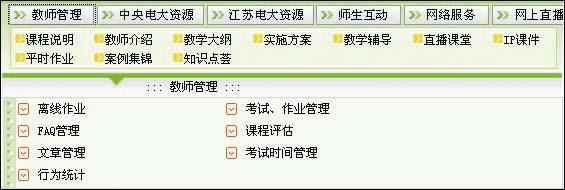 教师管理 中央电大资源 江苏电大资源 师生互动 网络服务 网上直播
课程说明 教师介绍 教学大纲 实施方案 教学辅导 直播课堂 IP课件
平时作业 案例集锦 知识点荟
::: 教师管理 :::
离线作业 考试、作业管理
FAQ管理 课程评估
文章管理 考试时间管理
行为统计